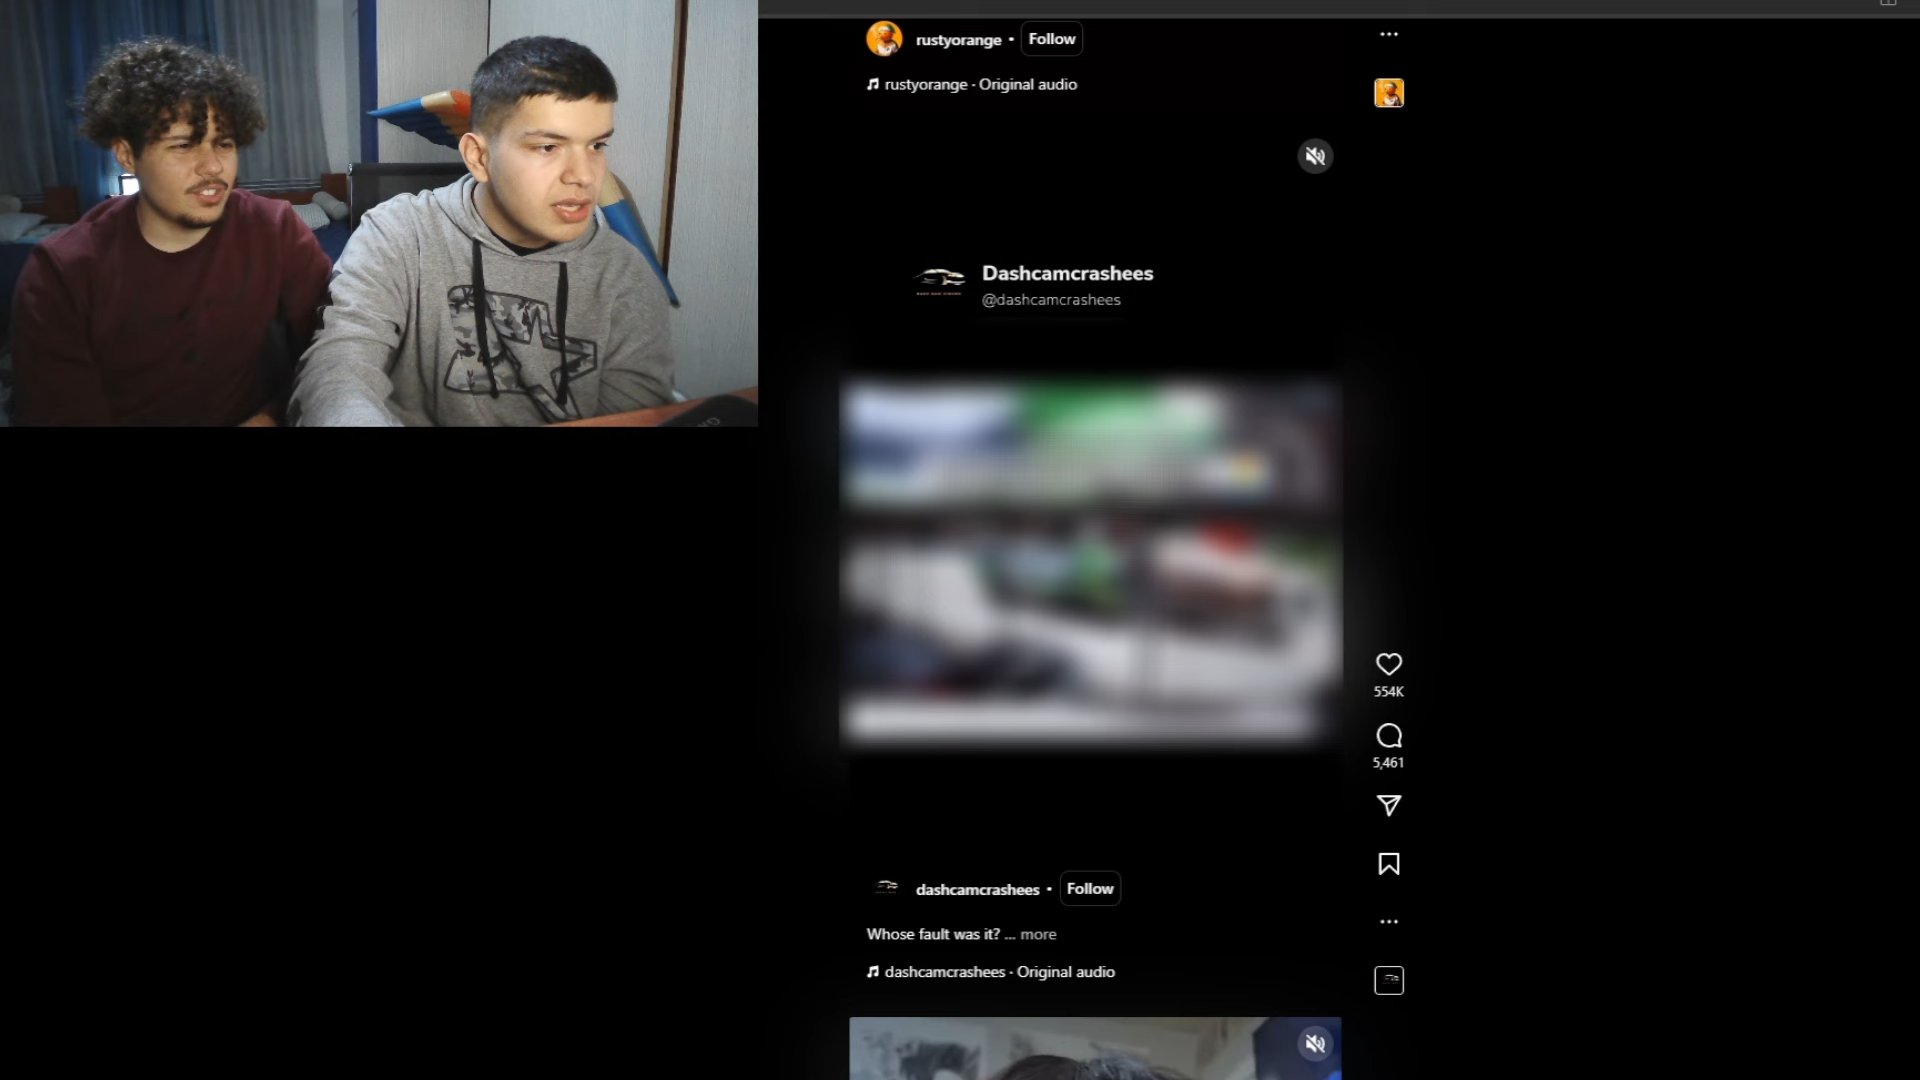 rustyorange • Follow
rustyorange · Original audio
Dashcamcrashees
@dashcamcrashees
554K
5,461
dashcamcrashees • Follow
Whose fault was it? ... more
dashcamcrashees · Original audio